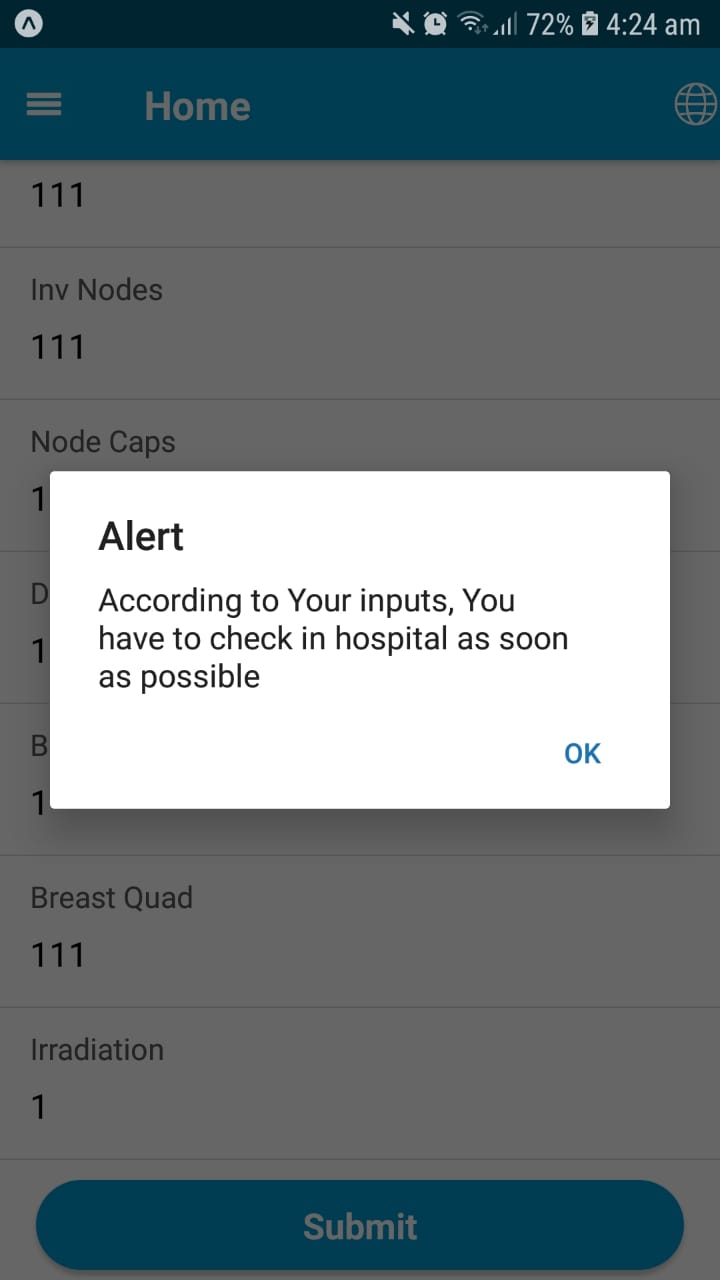 72% 4:24 am
Home
111
Inv Nodes
111
Node Caps
1
Alert
D
According to Your inputs, You
have to check in hospital as soon
1
as possible
B
OK
1
Breast Quad
111
Irradiation
1
Submit